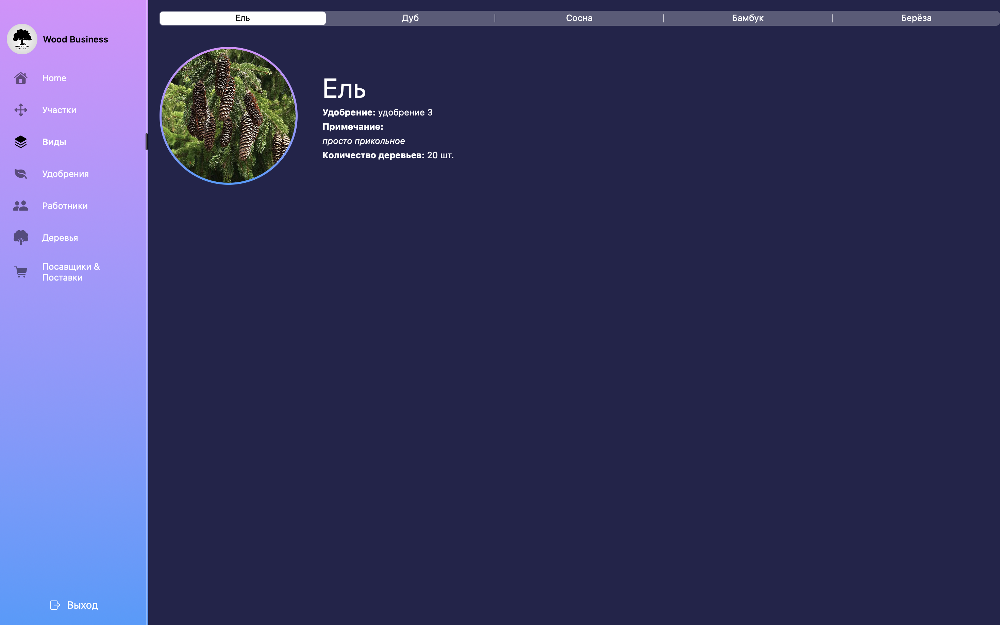 Wood Business
Home
Участки
Виды
Удобрения
Работники
Деревья
Посавщики &
Поставки
Выход
Ель
Дуб
Сосна
Бамбук
Берёза
Ель
Удобрение: удобрение 3
Примечание:
просто прикольное
Количество деревьев: 20 шт.